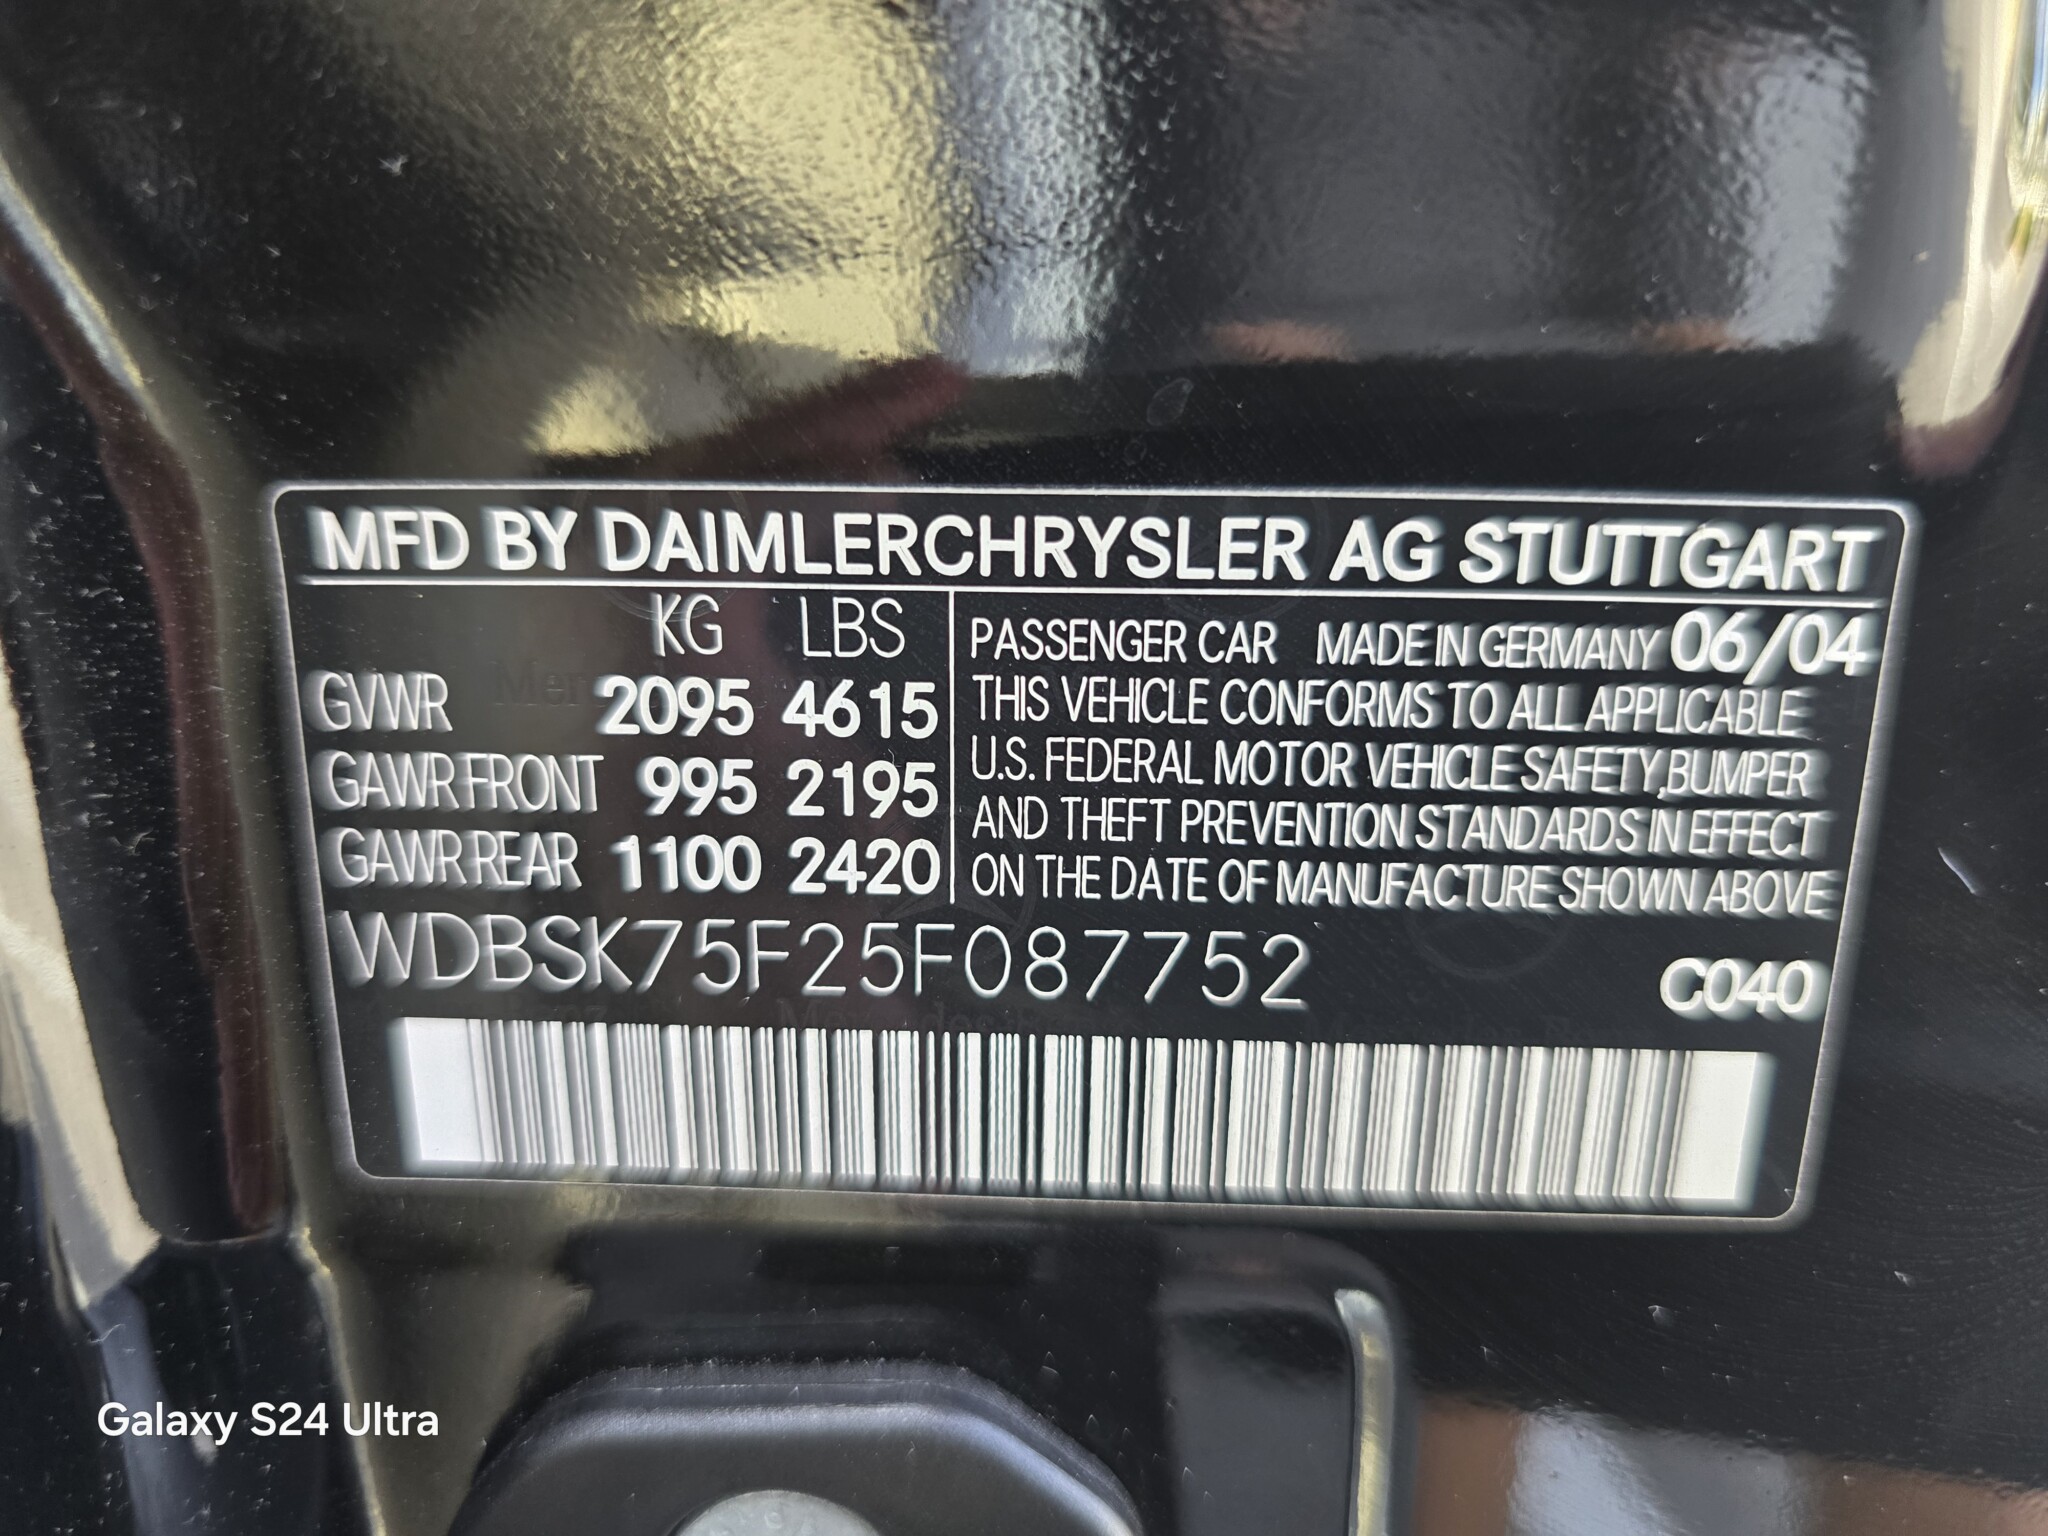 MFD BY DAIMLERCHRYSLER AG STUTTGART
KG LBS
GVWR 2095 4615
GAWR FRONT 995 2195
GAWR REAR 1100 2420
PASSENGER CAR MADE IN GERMANY 06/04
THIS VEHICLE CONFORMS TO ALL APPLICABLE
U.S. FEDERAL MOTOR VEHICLE SAFETY, BUMPER
AND THEFT PREVENTION STANDARDS IN EFFECT
ON THE DATE OF MANUFACTURE SHOWN ABOVE
WDBSK75F25F087752
C040
Galaxy S24 Ultra